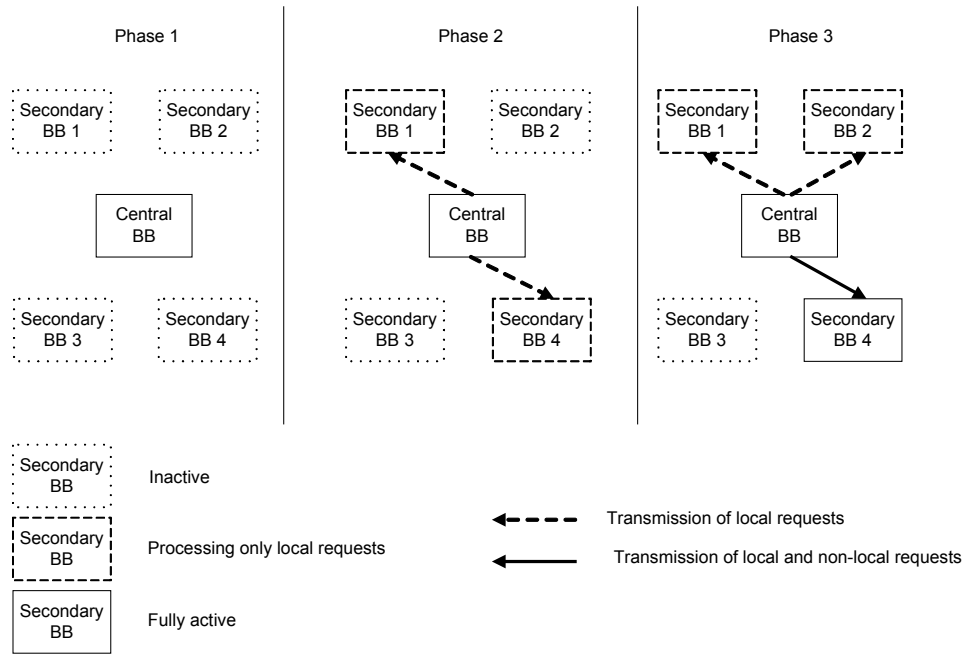 Phase 1
Phase 2
Phase 3
Secondary
BB 1
Secondary
BB 2
Central
BB
Secondary
BB 3
Secondary
BB 4
Secondary
BB 1
Secondary
BB 2
Central
BB
Secondary
BB 3
Secondary
BB 4
Secondary
BB 1
Secondary
BB 2
Central
BB
Secondary
BB 3
Secondary
BB 4
Secondary
BB
Inactive
Secondary
BB
Processing only local requests
Secondary
BB
Fully active
Transmission of local requests
Transmission of local and non-local requests